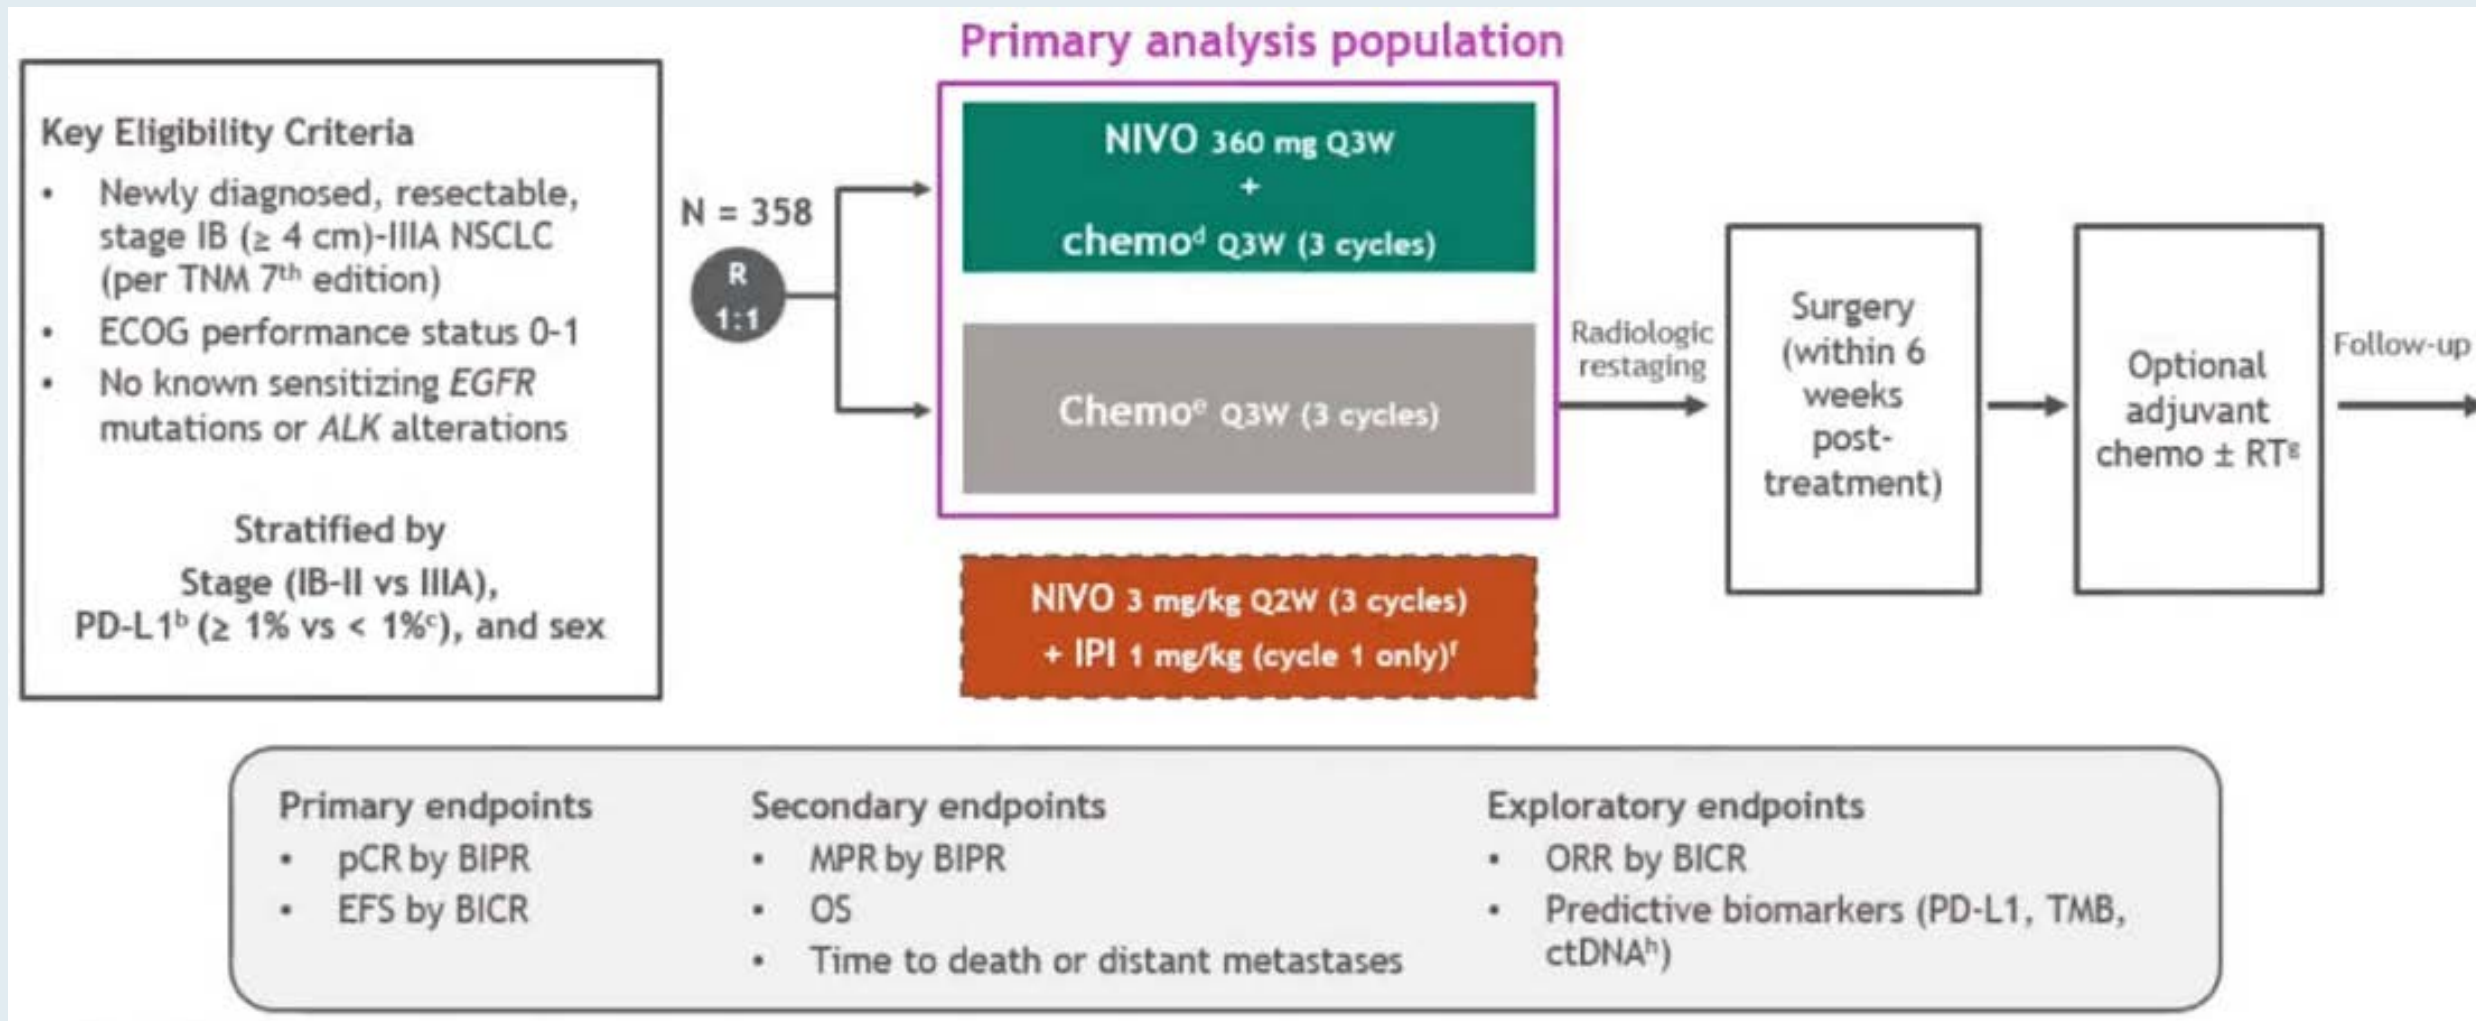 Primary analysis population
Key Eligibility Criteria
• Newly diagnosed, resectable,
stage IB (≥ 4 cm)-IIIA NSCLC
(per TNM 7th edition)
• ECOG performance status 0-1
• No known sensitizing EGFR
mutations or ALK alterations
Stratified by
Stage (IB-II vs IIIA),
PD-L1b (≥ 1% vs < 1%c), and sex
N = 358
R
1:1
NIVO 360 mg Q3W
+
chemod Q3W (3 cycles)
Chemoe Q3W (3 cycles)
NIVO 3 mg/kg Q2W (3 cycles)
+ IPI 1 mg/kg (cycle 1 only)f
Radiologic
restaging
Surgery
(within 6
weeks
post-
treatment)
Optional
adjuvant
chemo ± RTg
Follow-up
Primary endpoints
• pCR by BIPR
• EFS by BICR
Secondary endpoints
• MPR by BIPR
• OS
• Time to death or distant metastases
Exploratory endpoints
• ORR by BICR
• Predictive biomarkers (PD-L1, TMB,
ctDNAh)